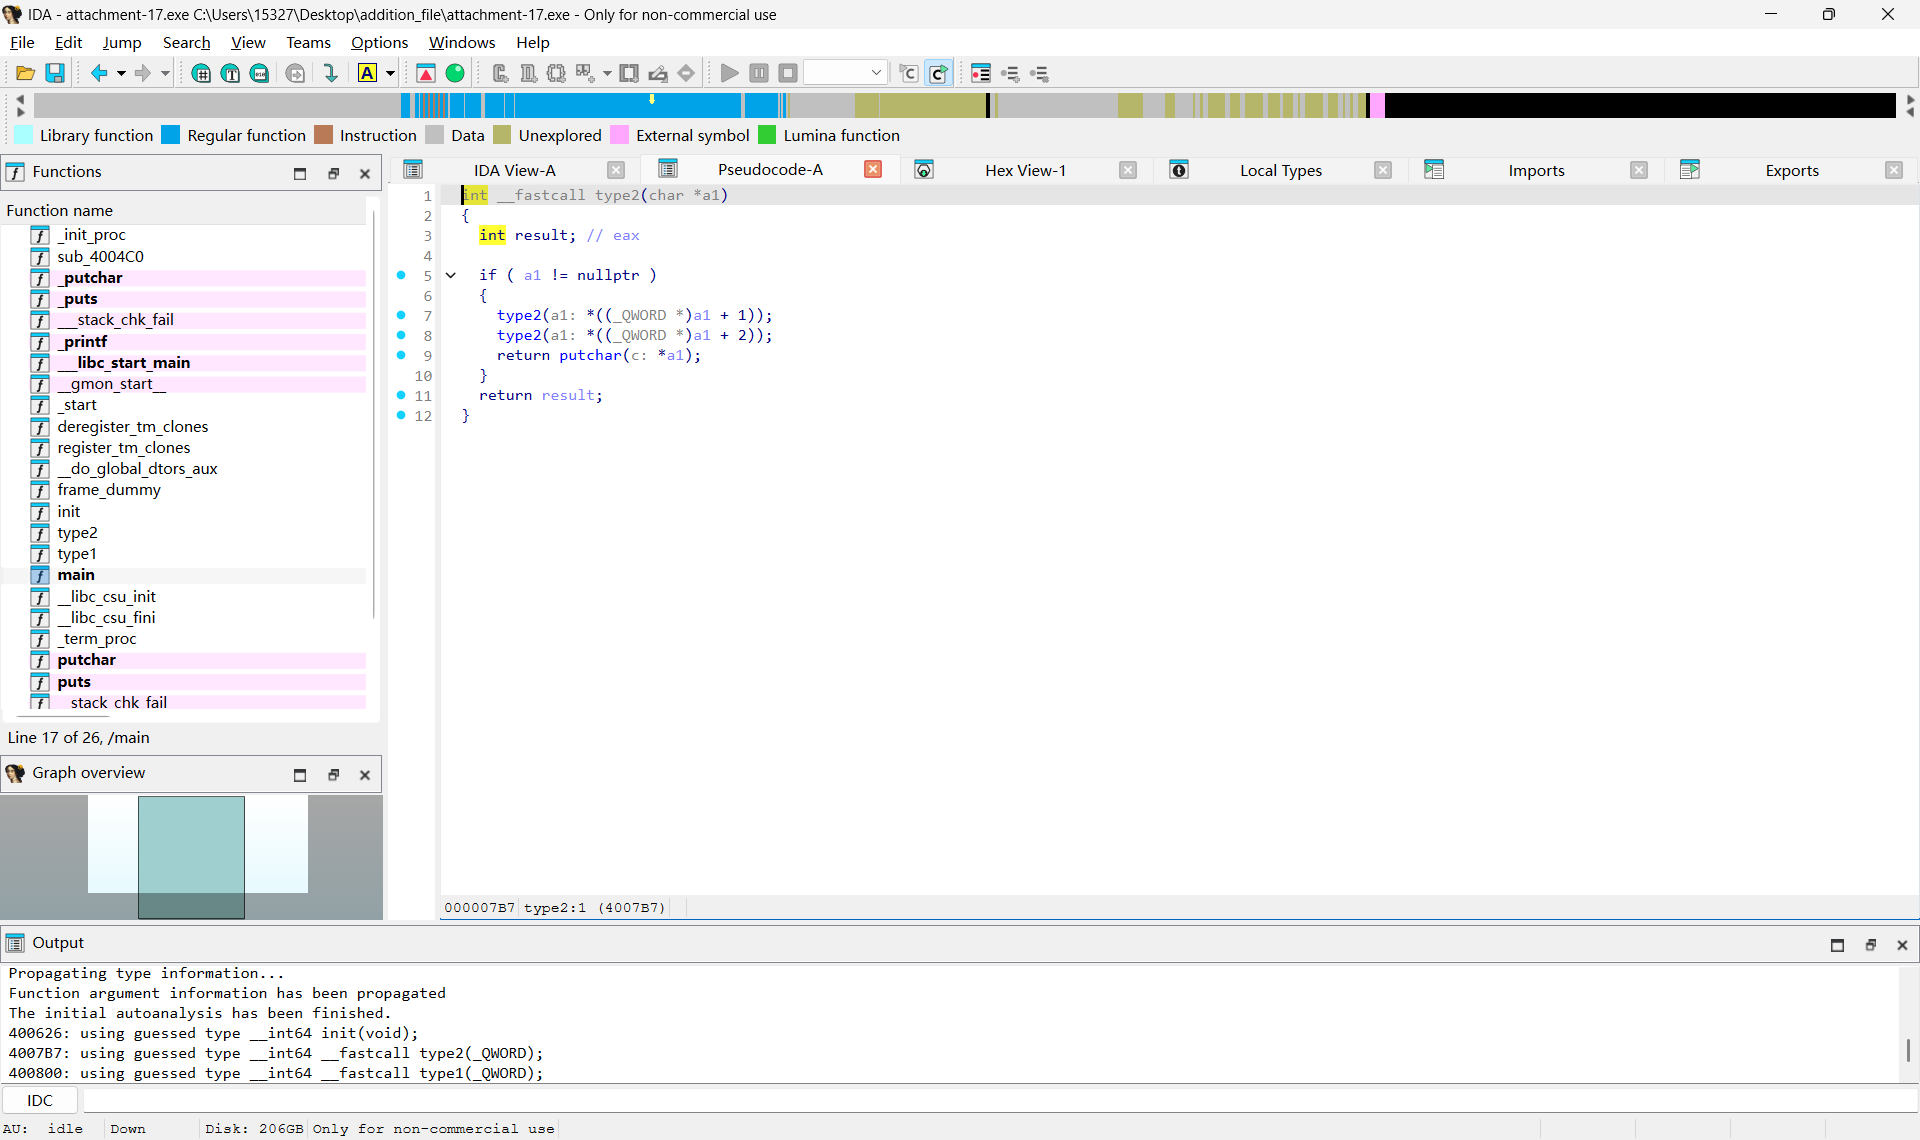 IDA - attachment-17.exe C:\Users\15327\Desktop\addition_file\attachment-17.exe - Only for non-commercial use
File Edit Jump Search View Teams Options Windows Help
Library function Regular function Instruction Data Unexplored External symbol Lumina function
Functions
IDA View-A Pseudocode-A Hex View-1 Local Types Imports Exports
Function name
_init_proc
sub_4004C0
_putchar
_puts
___stack_chk_fail
_printf
___libc_start_main
__gmon_start__
_start
deregister_tm_clones
register_tm_clones
__do_global_dtors_aux
frame_dummy
init
type2
type1
main
__libc_csu_init
__libc_csu_fini
_term_proc
putchar
puts
__stack_chk_fail
Line 17 of 26, /main
Graph overview
1 int __fastcall type2(char *a1)
2 {
3 int result; // eax
4
5 if ( a1 != nullptr )
6 {
7 type2(a1: *((_QWORD *)a1 + 1));
8 type2(a1: *((_QWORD *)a1 + 2));
9 return putchar(c: *a1);
10 }
11 return result;
12 }
000007B7 type2:1 (4007B7)
Output
Propagating type information...
Function argument information has been propagated
The initial autoanalysis has been finished.
400626: using guessed type __int64 init(void);
4007B7: using guessed type __int64 __fastcall type2(_QWORD);
400800: using guessed type __int64 __fastcall type1(_QWORD);
IDC
AU: idle Down Disk: 206GB Only for non-commercial use